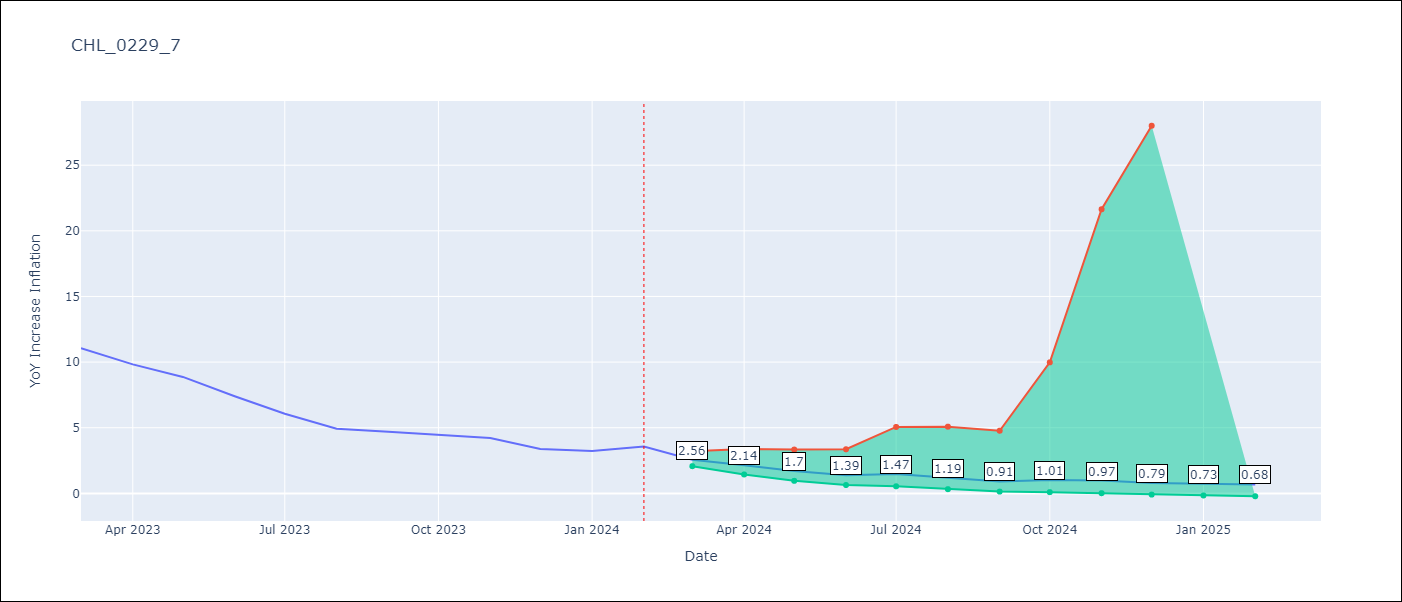 CHL_0229_7
YoY Increase Inflation
25
20
15
10
5
0
2.56
2.14
1.7
1.39
1.47
1.19
0.91
1.01
0.97
0.79
0.73
0.68
Apr 2023
Jul 2023
Oct 2023
Jan 2024
Apr 2024
Jul 2024
Oct 2024
Jan 2025
Date